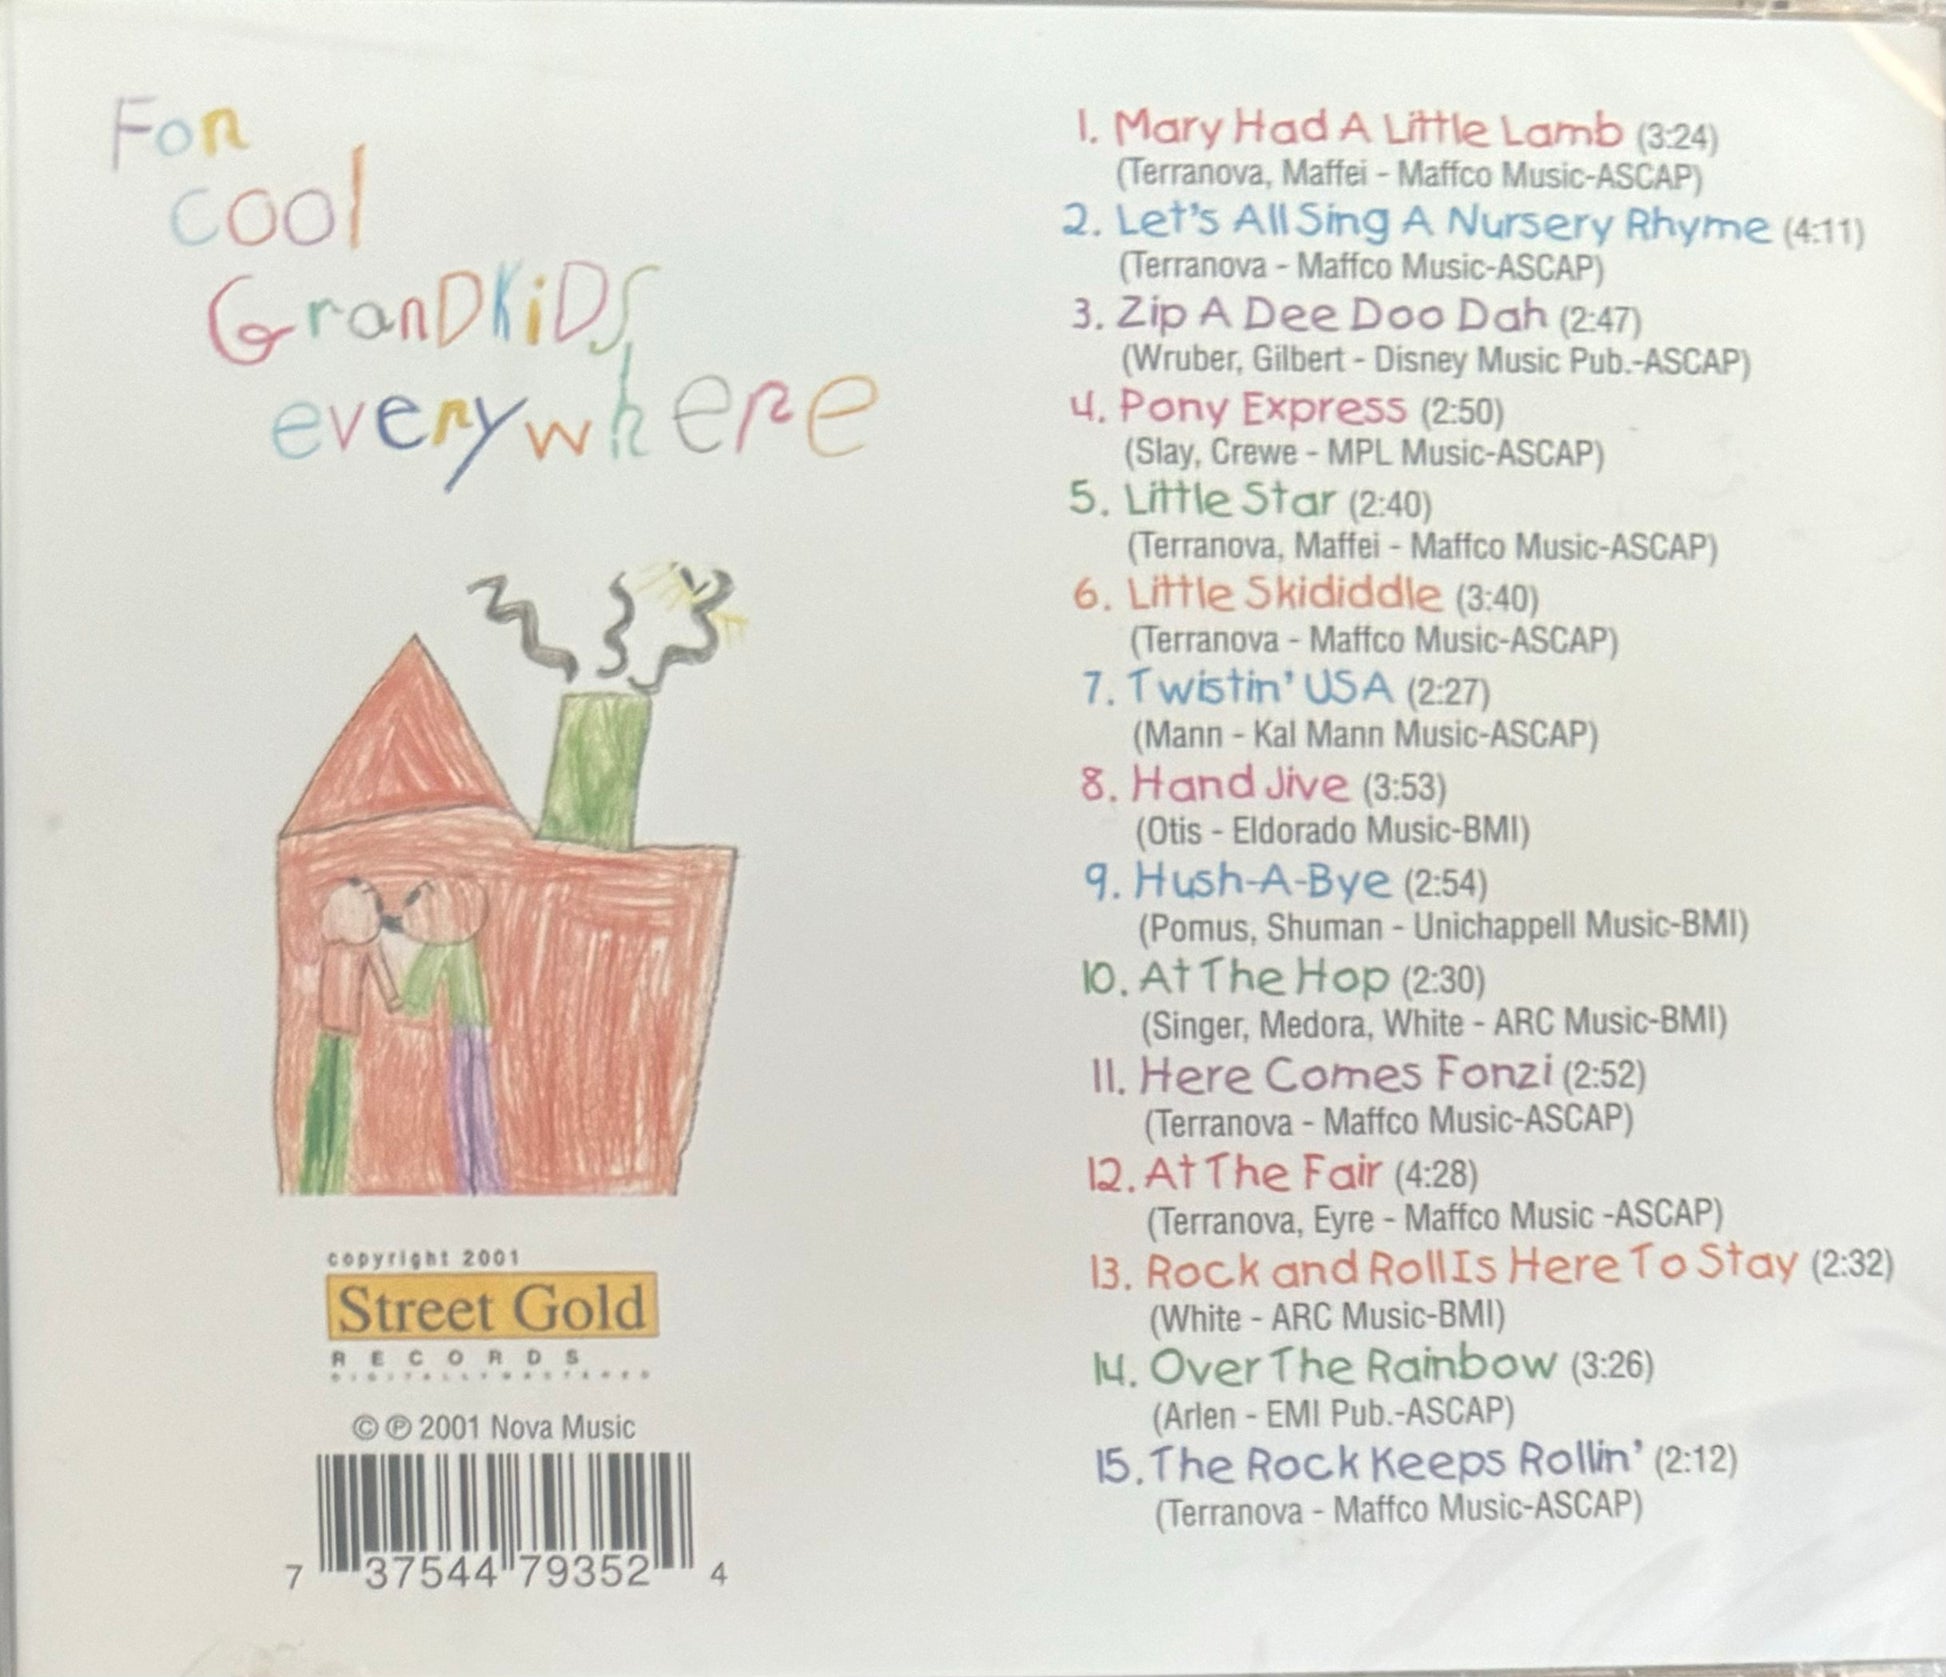 For
cool
GranDKiDS
everywhere
copyright 2001
Street Gold
RECORDS
DIGITALLY MASTERED
© ℗ 2001 Nova Music
7 37544 79352 4
1. Mary Had A Little Lamb (3:24)
(Terranova, Maffei - Maffco Music-ASCAP)
2. Let's All Sing A Nursery Rhyme (4:11)
(Terranova - Maffco Music-ASCAP)
3. Zip A Dee Doo Dah (2:47)
(Wruber, Gilbert - Disney Music Pub.-ASCAP)
4. Pony Express (2:50)
(Slay, Crewe - MPL Music-ASCAP)
5. Little Star (2:40)
(Terranova, Maffei - Maffco Music-ASCAP)
6. Little Skididdle (3:40)
(Terranova - Maffco Music-ASCAP)
7. Twistin' USA (2:27)
(Mann - Kal Mann Music-ASCAP)
8. Hand Jive (3:53)
(Otis - Eldorado Music-BMI)
9. Hush-A-Bye (2:54)
(Pomus, Shuman - Unichappell Music-BMI)
10. At The Hop (2:30)
(Singer, Medora, White - ARC Music-BMI)
11. Here Comes Fonzi (2:52)
(Terranova - Maffco Music-ASCAP)
12. At The Fair (4:28)
(Terranova, Eyre - Maffco Music -ASCAP)
13. Rock and Roll Is Here To Stay (2:32)
(White - ARC Music-BMI)
14. Over The Rainbow (3:26)
(Arlen - EMI Pub.-ASCAP)
15. The Rock Keeps Rollin' (2:12)
(Terranova - Maffco Music-ASCAP)